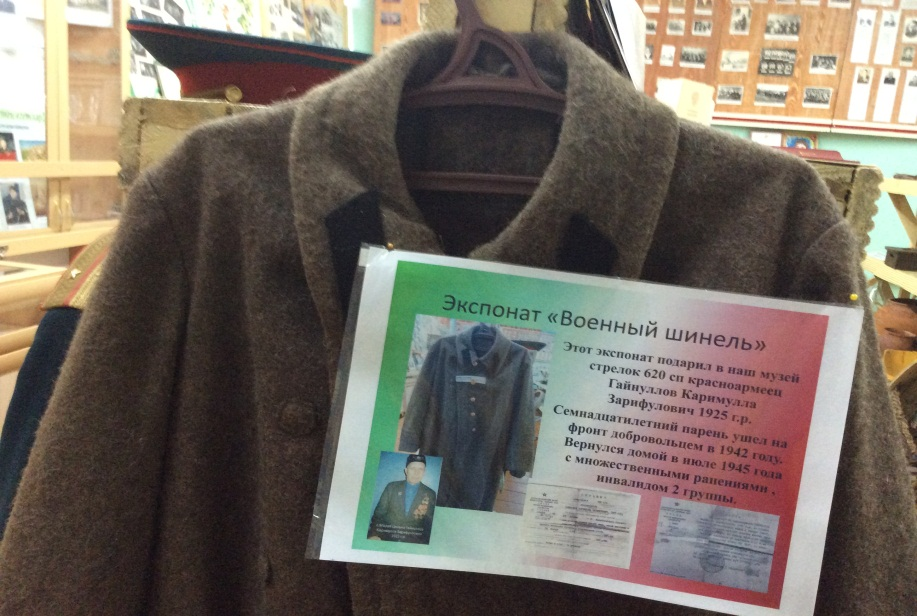 Экспонат «Военный шинель»
Этот экспонат подарил в наш музей
стрелок 620 сп красноармеец
Гайнуллов Каримулла
Зарифулович 1925 г.р.
Семнадцатилетний парень ушел на
фронт добровольцем в 1942 году.
Вернулся домой в июле 1945 года
с множественными ранениями ,
инвалидом 2 группы.